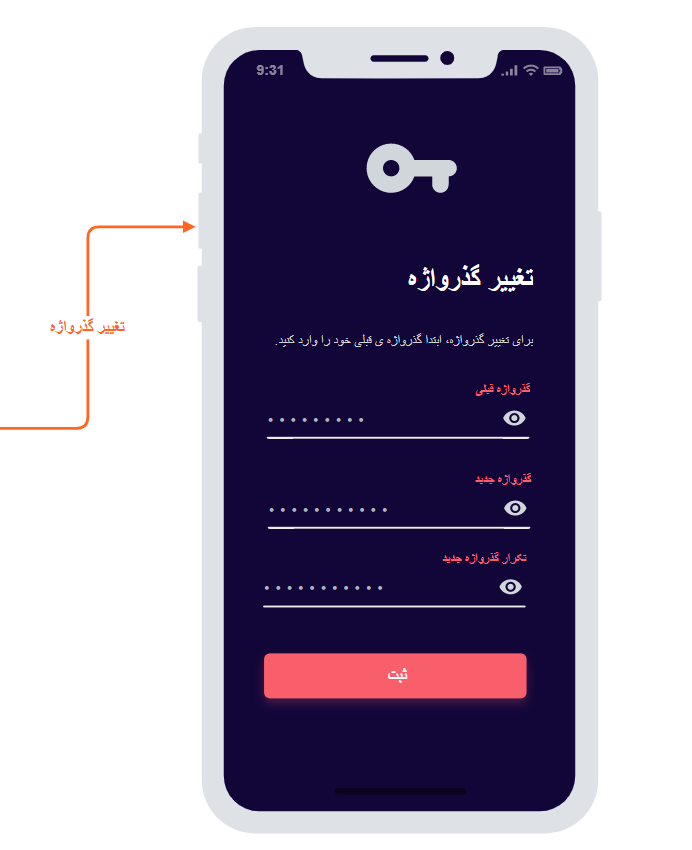 9:31
تغییر گذرواژه
تغییر گذرواژه
برای تغییر گذرواژه، ابتدا گذرواژه ی قبلی خود را وارد کنید.
گذرواژه قبلی
گذرواژه جدید
تکرار گذرواژه جدید
ثبت